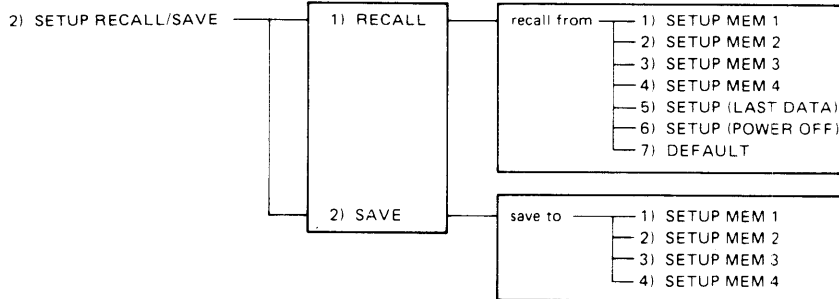 2) SETUP RECALL/SAVE
1) RECALL
recall from
1) SETUP MEM 1
2) SETUP MEM 2
3) SETUP MEM 3
4) SETUP MEM 4
5) SETUP (LAST DATA)
6) SETUP (POWER OFF)
7) DEFAULT
2) SAVE
save to
1) SETUP MEM 1
2) SETUP MEM 2
3) SETUP MEM 3
4) SETUP MEM 4